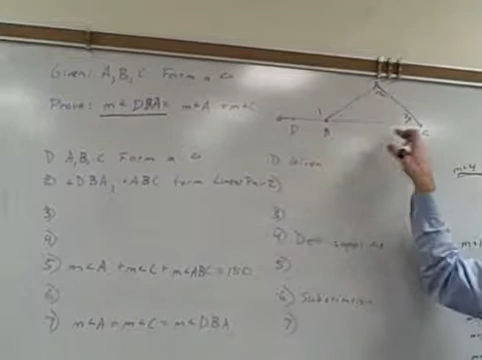 Given: A, B, C Form a △
Prove: m∠DBA = m∠A + m∠C
D B C
1) A, B, C Form a △
1) Given
2) ∠DBA, ∠ABC form Linear Pair
2)
3)
3)
4)
4) Def. supp ∠s
5) m∠A + m∠C + m∠ABC = 180
5)
6)
6) Substitution
7) m∠A + m∠C = m∠DBA
7)